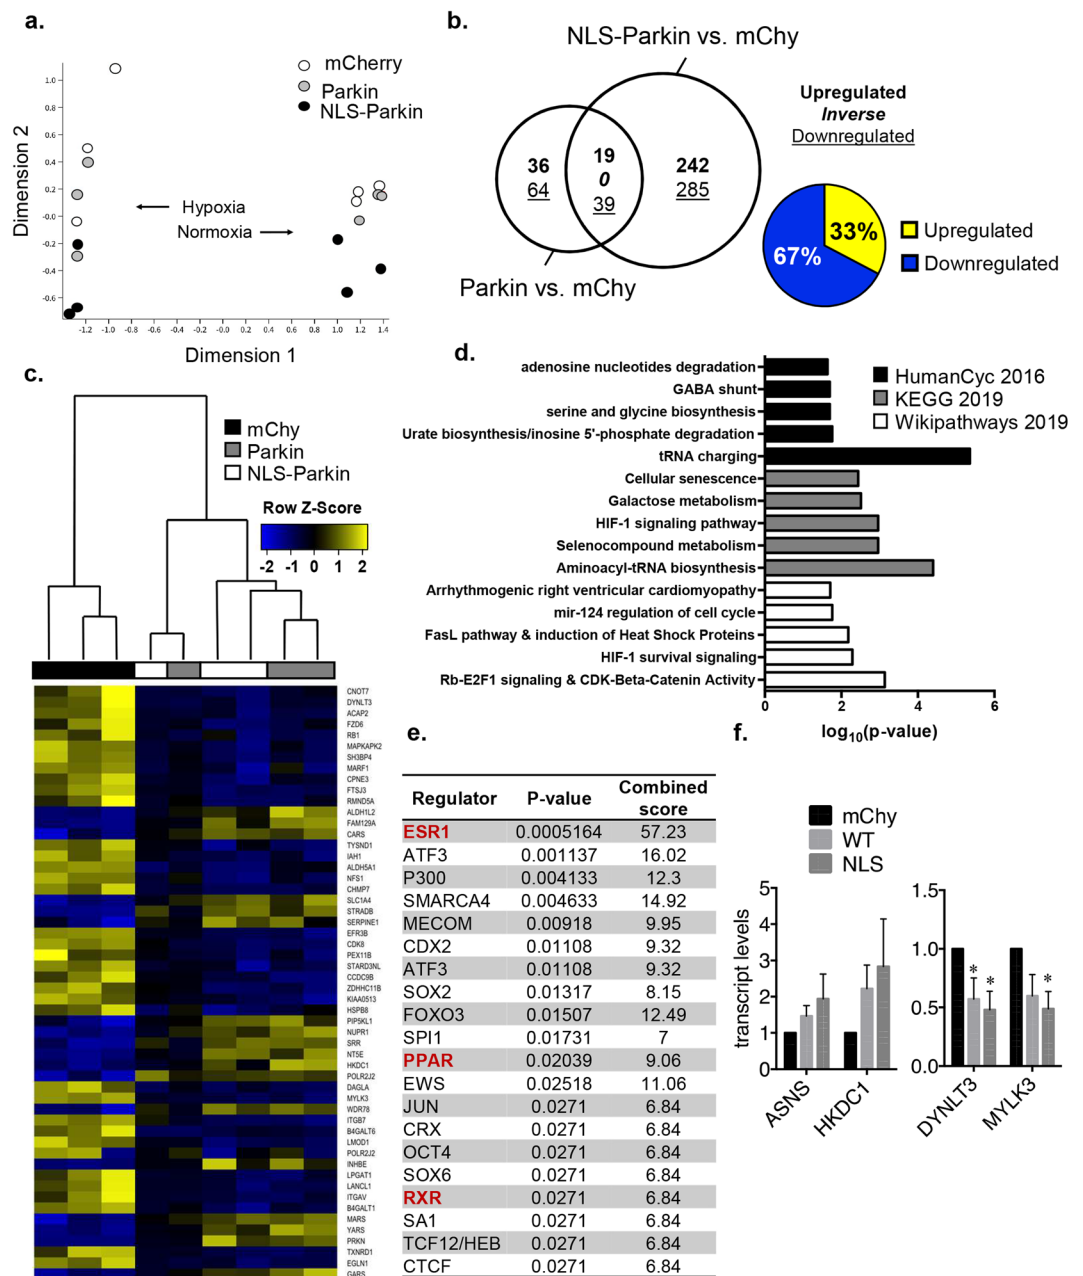 a.
mCherry
Parkin
NLS-Parkin
Dimension 2
1.0
0.8
0.6
0.4
0.2
-0.0
-0.2
-0.4
-0.6
Hypoxia
Normoxia
-1.2 -1.0 -0.8 -0.6 -0.4 -0.2 0.0 0.2 0.4 0.6 0.8 1.0 1.2 1.4
Dimension 1
b.
NLS-Parkin vs. mChy
36
64
19
0
39
242
285
Parkin vs. mChy
Upregulated
Inverse
Downregulated
33%
67%
Upregulated
Downregulated
c.
mChy
Parkin
NLS-Parkin
Row Z-Score
-2 -1 0 1 2
CNOT7
DYNLT3
ACAP2
FZD6
RB1
MAPKAPK2
SH3BP4
MARF1
CPNE3
FTSJ3
RMND5A
ALDH1L2
FAM129A
CARS
TYSND1
IAH1
ALDH5A1
NFS1
CHMP7
SLC1A4
STRADB
SERPINE1
EFR3B
CDK8
PEX11B
STARD3NL
CCDC9B
ZDHHC11B
KIAA0513
HSPB8
PIP5KL1
NUPR1
SRR
NT5E
HKDC1
POLR2J2
DAGLA
MYLK3
WDR78
ITGB7
B4GALT6
LMOD1
POLR2J2
INHBE
LPGAT1
LANCL1
ITGAV
B4GALT1
MARS
YARS
PRKN
TXNRD1
EGLN1
GARS
d.
adenosine nucleotides degradation
GABA shunt
serine and glycine biosynthesis
Urate biosynthesis/inosine 5'-phosphate degradation
tRNA charging
Cellular senescence
Galactose metabolism
HIF-1 signaling pathway
Selenocompound metabolism
Aminoacyl-tRNA biosynthesis
Arrhythmogenic right ventricular cardiomyopathy
mir-124 regulation of cell cycle
FasL pathway & induction of Heat Shock Proteins
HIF-1 survival signaling
Rb-E2F1 signaling & CDK-Beta-Catenin Activity
HumanCyc 2016
KEGG 2019
Wikipathways 2019
0 2 4 6
log10(p-value)
e.
Regulator P-value Combined score
ESR1 0.0005164 57.23
ATF3 0.001137 16.02
P300 0.004133 12.3
SMARCA4 0.004633 14.92
MECOM 0.00918 9.95
CDX2 0.01108 9.32
ATF3 0.01108 9.32
SOX2 0.01317 8.15
FOXO3 0.01507 12.49
SPI1 0.01731 7
PPAR 0.02039 9.06
EWS 0.02518 11.06
JUN 0.0271 6.84
CRX 0.0271 6.84
OCT4 0.0271 6.84
SOX6 0.0271 6.84
RXR 0.0271 6.84
SA1 0.0271 6.84
TCF12/HEB 0.0271 6.84
CTCF 0.0271 6.84
f.
mChy
WT
NLS
transcript levels
5
4
3
2
1
0
ASNS
HKDC1
1.5
1.0
0.5
0.0
* * *
DYNLT3
MYLK3